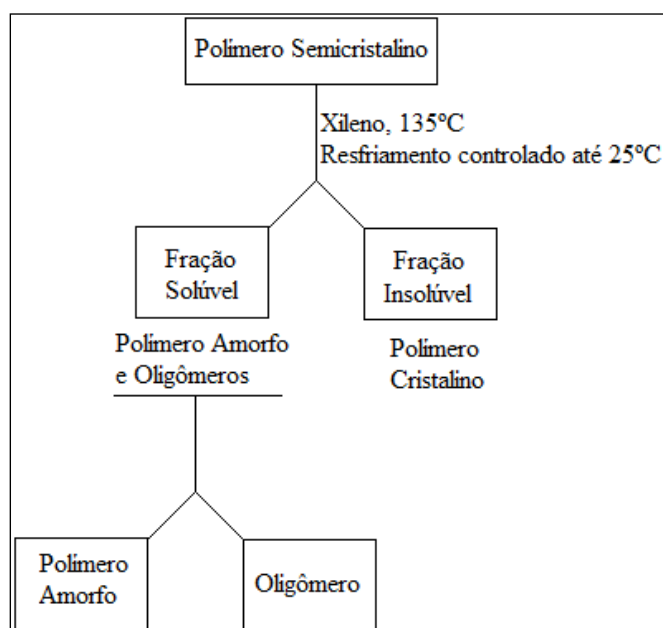 Polímero Semicristalino
Xileno, 135ºC
Resfriamento controlado até 25ºC
Fração
Solúvel
Fração
Insolúvel
Polímero Amorfo
e Oligômeros
Polímero
Cristalino
Polímero
Amorfo
Oligômero